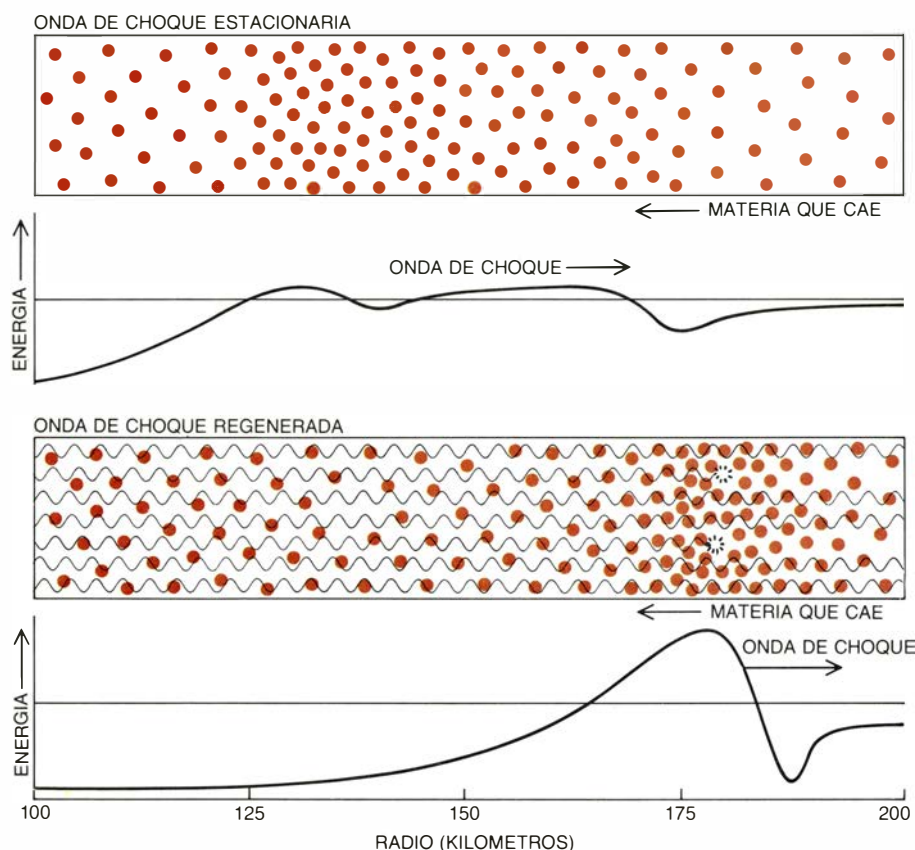 ONDA DE CHOQUE ESTACIONARIA
MATERIA QUE CAE
ENERGIA
ONDA DE CHOQUE
ONDA DE CHOQUE REGENERADA
MATERIA QUE CAE
ENERGIA
ONDA DE CHOQUE
100 125 150 175 200
RADIO (KILOMETROS)